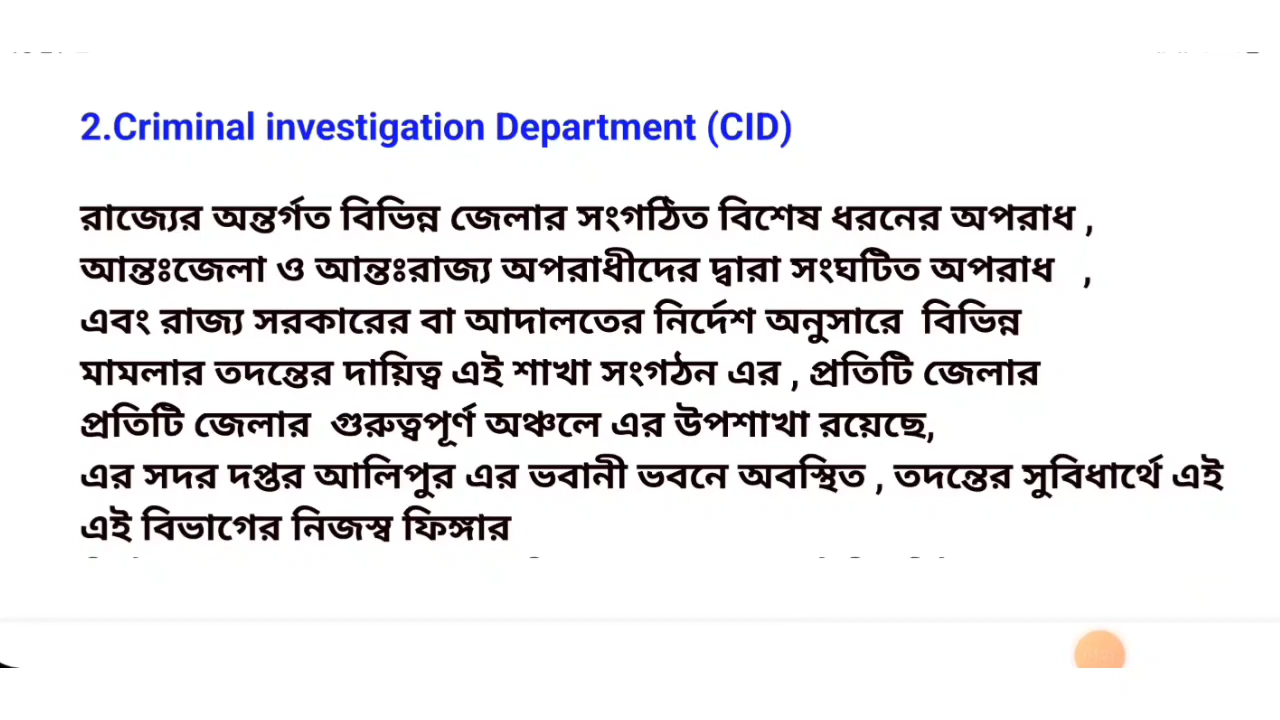 2.Criminal investigation Department (CID)
রাজ্যের অন্তর্গত বিভিন্ন জেলার সংগঠিত বিশেষ ধরনের অপরাধ ,
আন্তঃজেলা ও আন্তঃরাজ্য অপরাধীদের দ্বারা সংঘটিত অপরাধ ,
এবং রাজ্য সরকারের বা আদালতের নির্দেশ অনুসারে বিভিন্ন
মামলার তদন্তের দায়িত্ব এই শাখা সংগঠন এর , প্রতিটি জেলার
প্রতিটি জেলার গুরুত্বপূর্ণ অঞ্চলে এর উপশাখা রয়েছে,
এর সদর দপ্তর আলিপুর এর ভবানী ভবনে অবস্থিত , তদন্তের সুবিধার্থে এই
এই বিভাগের নিজস্ব ফিঙ্গার